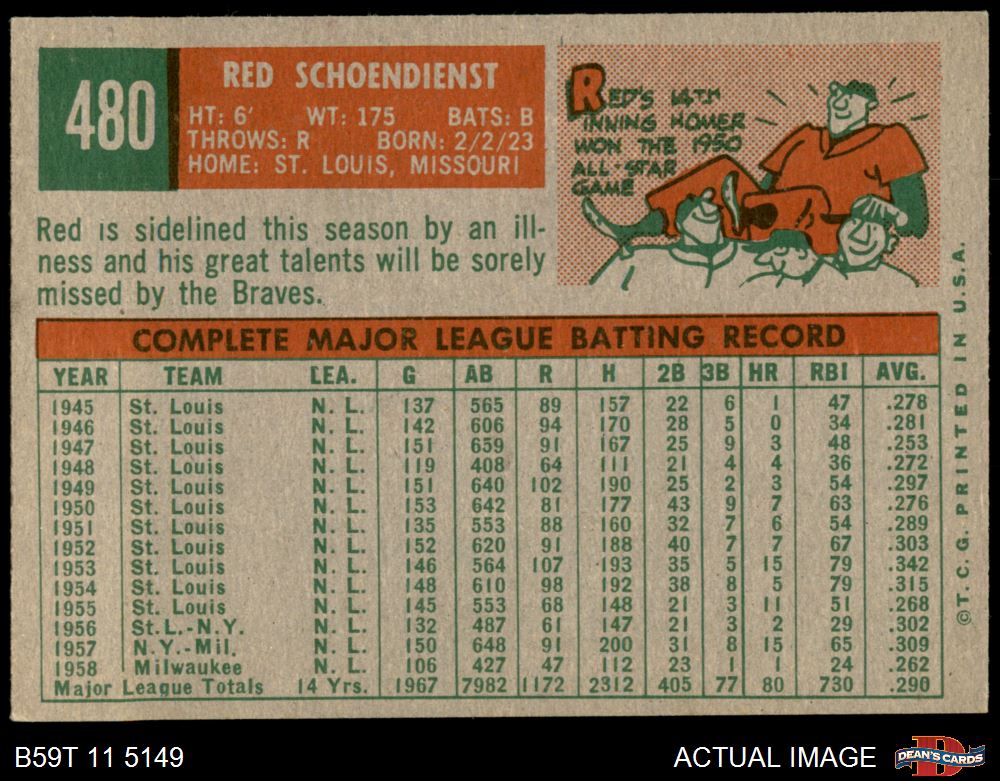 480
RED SCHOENDIENST
HT: 6' WT: 175 BATS: B
THROWS: R BORN: 2/2/23
HOME: ST. LOUIS, MISSOURI
RED'S 14TH
INNING HOMER
WON THE 1950
ALL-STAR
GAME
Red is sidelined this season by an ill-
ness and his great talents will be sorely
missed by the Braves.
COMPLETE MAJOR LEAGUE BATTING RECORD
YEAR TEAM LEA. G AB R H 2B 3B HR RBI AVG.
1945 St. Louis N. L. 137 565 89 157 22 6 1 47 .278
1946 St. Louis N. L. 142 606 94 170 28 5 0 34 .281
1947 St. Louis N. L. 151 659 91 167 25 9 3 48 .253
1948 St. Louis N. L. 119 408 64 111 21 4 4 36 .272
1949 St. Louis N. L. 151 640 102 190 25 2 3 54 .297
1950 St. Louis N. L. 153 642 81 177 43 9 7 63 .276
1951 St. Louis N. L. 135 553 88 160 32 7 6 54 .289
1952 St. Louis N. L. 152 620 91 188 40 7 7 67 .303
1953 St. Louis N. L. 146 564 107 193 35 5 15 79 .342
1954 St. Louis N. L. 148 610 98 192 38 8 5 79 .315
1955 St. Louis N. L. 145 553 68 148 21 3 11 51 .268
1956 St.L.-N.Y. N. L. 132 487 61 147 21 3 2 29 .302
1957 N.Y.-Mil. N. L. 150 648 91 200 31 8 15 65 .309
1958 Milwaukee N. L. 106 427 47 112 23 1 1 24 .262
Major League Totals 14 Yrs. 1967 7982 1172 2312 405 77 80 730 .290
©T. C. G. PRINTED IN U.S.A.
B59T 11 5149
ACTUAL IMAGE
D
DEAN'S CARDS